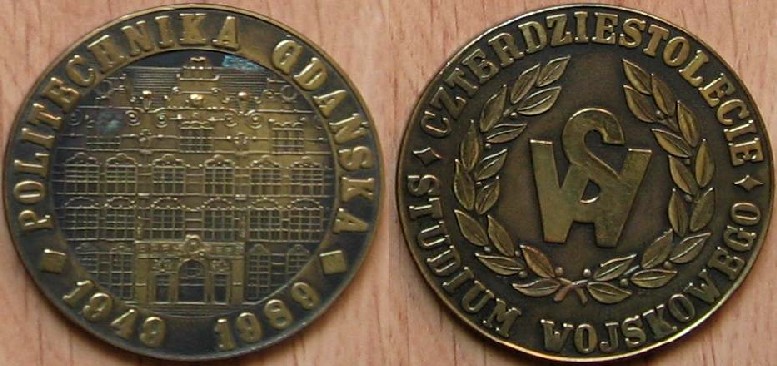 POLITECHNIKA GDAŃSKA
1949 1989
CZTERDZIESTOLECIE
STUDIUM WOJSKOWEGO
SW